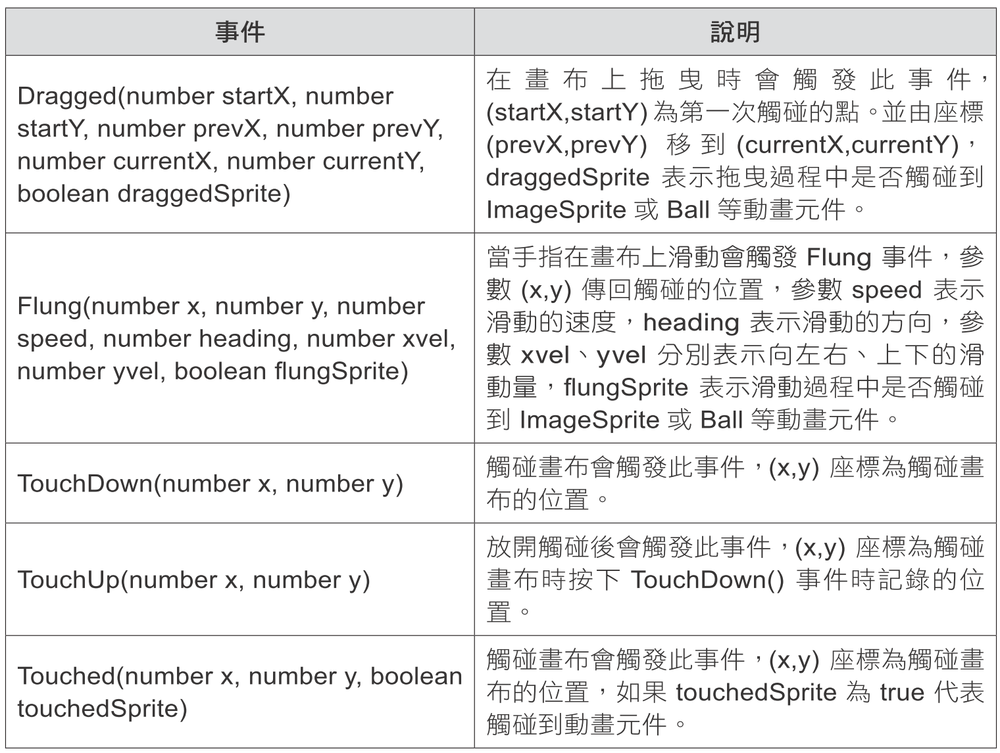 事件
說明
Dragged(number startX, number
startY, number prevX, number prevY,
number currentX, number currentY,
boolean draggedSprite)
在畫布上拖曳時會觸發此事件，
(startX,startY) 為第一次觸碰的點。並由座標
(prevX,prevY) 移到 (currentX,currentY)，
draggedSprite 表示拖曳過程中是否觸碰到
ImageSprite 或 Ball 等動畫元件。
Flung(number x, number y, number
speed, number heading, number xvel,
number yvel, boolean flungSprite)
當手指在畫布上滑動會觸發 Flung 事件，參
數 (x,y) 傳回觸碰的位置，參數 speed 表示
滑動的速度，heading 表示滑動的方向，參
數 xvel、yvel 分別表示向左右、上下的滑
動量，flungSprite 表示滑動過程中是否觸碰
到 ImageSprite 或 Ball 等動畫元件。
TouchDown(number x, number y)
觸碰畫布會觸發此事件，(x,y) 座標為觸碰畫
布的位置。
TouchUp(number x, number y)
放開觸碰後會觸發此事件，(x,y) 座標為觸碰
畫布時按下 TouchDown() 事件時記錄的位
置。
Touched(number x, number y, boolean
touchedSprite)
觸碰畫布會觸發此事件，(x,y) 座標為觸碰畫
布的位置，如果 touchedSprite 為 true 代表
觸碰到動畫元件。